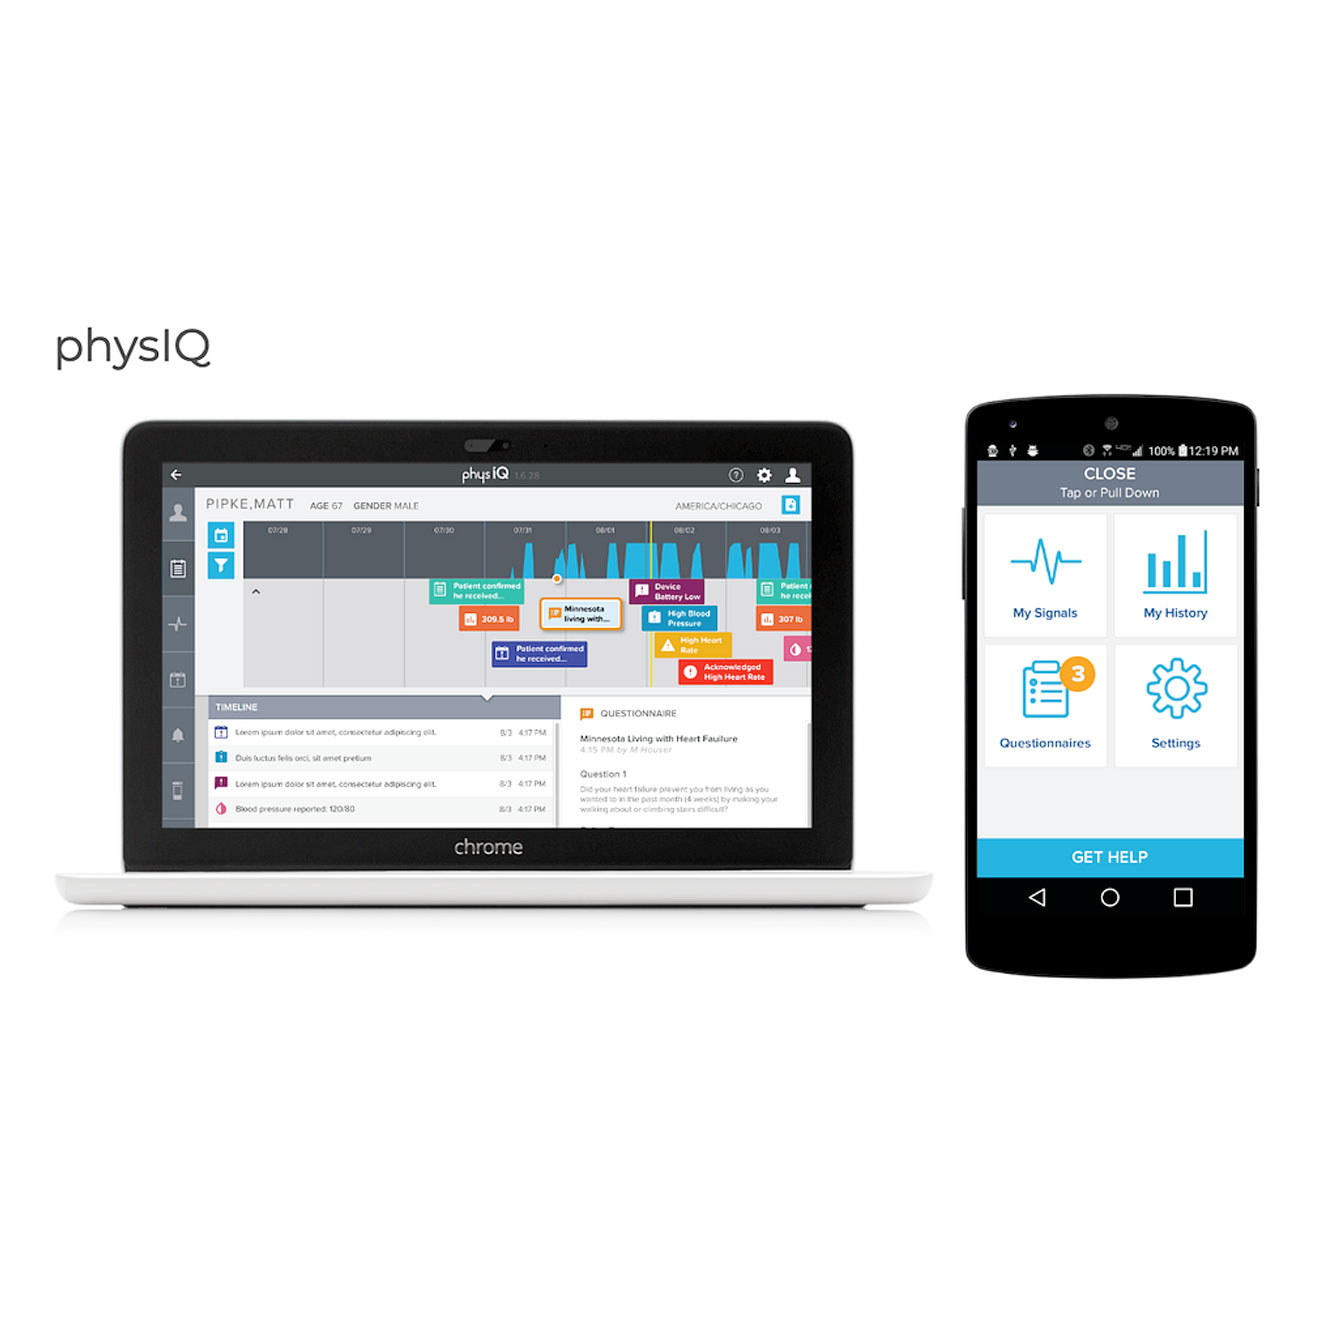 physIQ
physIQ 1.6.28
PIPKE,MATT AGE 67 GENDER MALE
AMERICA/CHICAGO
07/28 07/29 07/30 07/31 08/01 08/02 08/03
Patient confirmed
he received...
309.5 lb
Patient confirmed
he received...
Minnesota
living with...
Device
Battery Low
High Blood
Pressure
High Heart
Rate
Acknowledged
High Heart Rate
307 lb
TIMELINE
Lorem ipsum dolor sit amet, consectetur adipiscing elit. 8/3 4:17 PM
Duis luctus felis orci, sit amet pretium 8/3 4:17 PM
Lorem ipsum dolor sit amet, consectetur adipiscing elit. 8/3 4:17 PM
Blood pressure reported: 120/80 8/3 4:17 PM
QUESTIONNAIRE
Minnesota Living with Heart Faulure
4:15 PM by M Houser
Question 1
Did your heart failure prevent you from living as you
wanted to in the past month (4 weeks) by making your
walking about or climbing stairs difficult?
chrome
100% 12:19 PM
CLOSE
Tap or Pull Down
My Signals
My History
3
Questionnaires
Settings
GET HELP